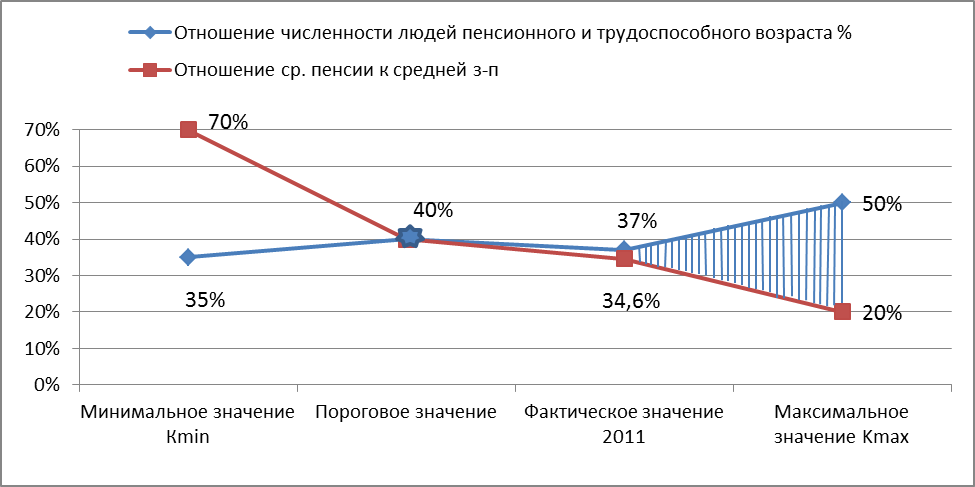 Отношение численности людей пенсионного и трудоспособного возраста %
Отношение ср. пенсии к средней з-п
70%
60%
50%
40%
30%
20%
10%
0%
70%
35%
40%
37%
34,6%
50%
20%
Минимальное значение
Kmin
Пороговое значение
Фактическое значение
2011
Максимальное
значение Kmax